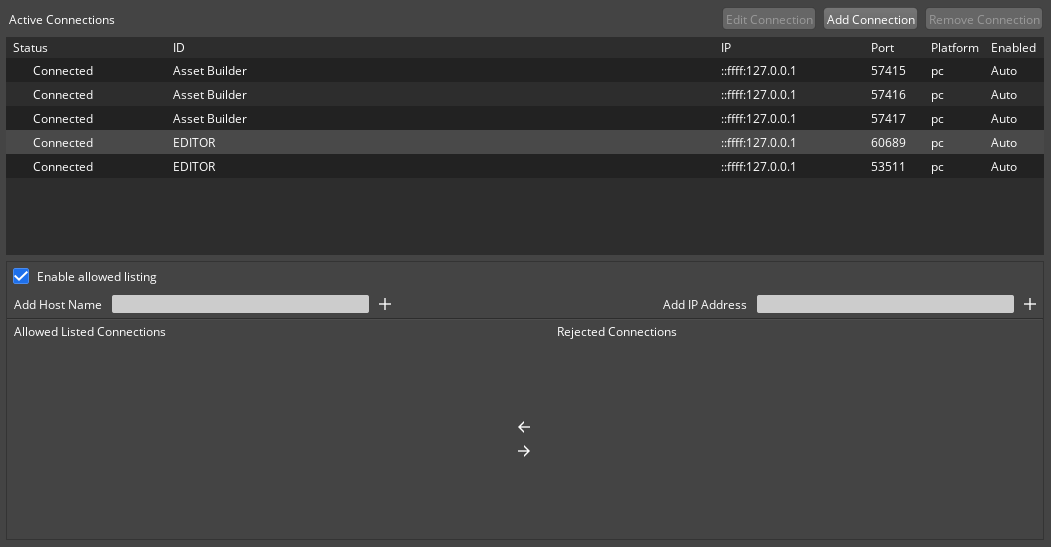 Active Connections Edit Connection Add Connection Remove Connection
Status ID IP Port Platform Enabled
Connected Asset Builder ::ffff:127.0.0.1 57415 pc Auto
Connected Asset Builder ::ffff:127.0.0.1 57416 pc Auto
Connected Asset Builder ::ffff:127.0.0.1 57417 pc Auto
Connected EDITOR ::ffff:127.0.0.1 60689 pc Auto
Connected EDITOR ::ffff:127.0.0.1 53511 pc Auto
Enable allowed listing
Add Host Name Add IP Address
Allowed Listed Connections Rejected Connections